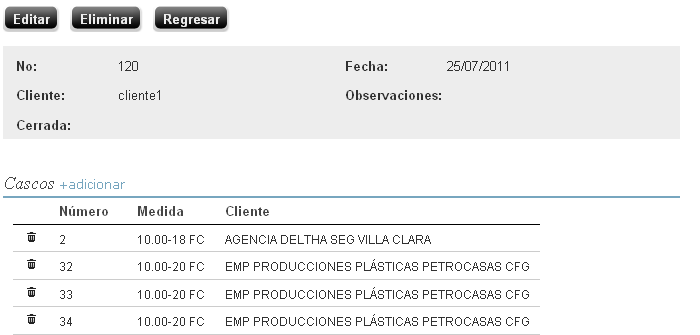 Editar Eliminar Regresar
No: 120 Fecha: 25/07/2011
Cliente: cliente1 Observaciones:
Cerrada:
Cascos +adicionar
Número Medida Cliente
2 10.00-18 FC AGENCIA DELTHA SEG VILLA CLARA
32 10.00-20 FC EMP PRODUCCIONES PLÁSTICAS PETROCASAS CFG
33 10.00-20 FC EMP PRODUCCIONES PLÁSTICAS PETROCASAS CFG
34 10.00-20 FC EMP PRODUCCIONES PLÁSTICAS PETROCASAS CFG